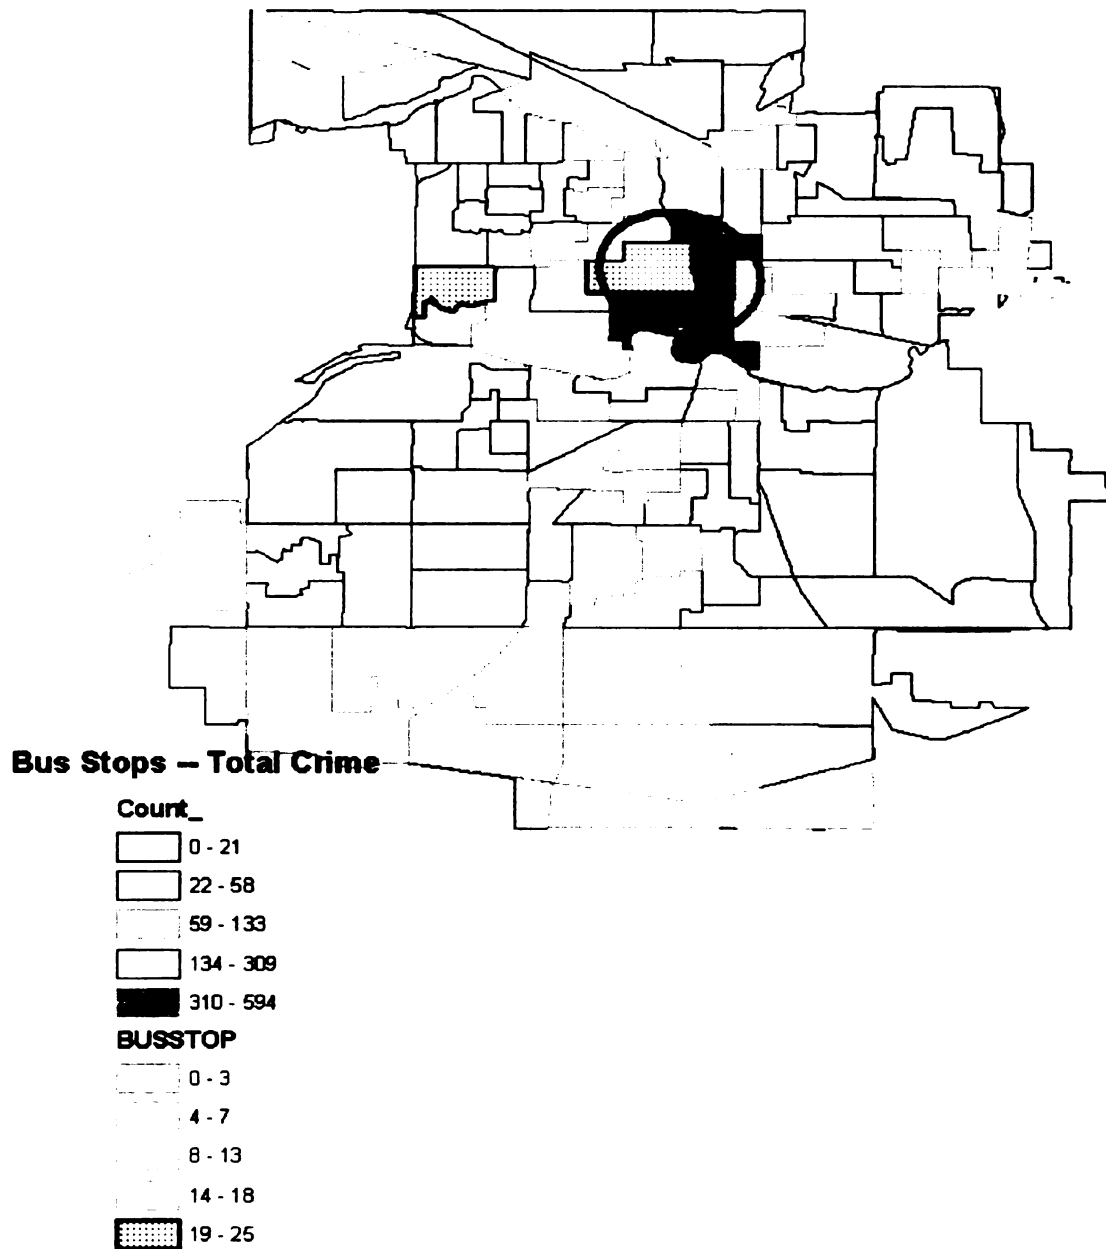 Bus Stops -- Total Crime
Count_
0 - 21
22 - 58
59 - 133
134 - 309
310 - 594
BUSSTOP
0 - 3
4 - 7
8 - 13
14 - 18
19 - 25